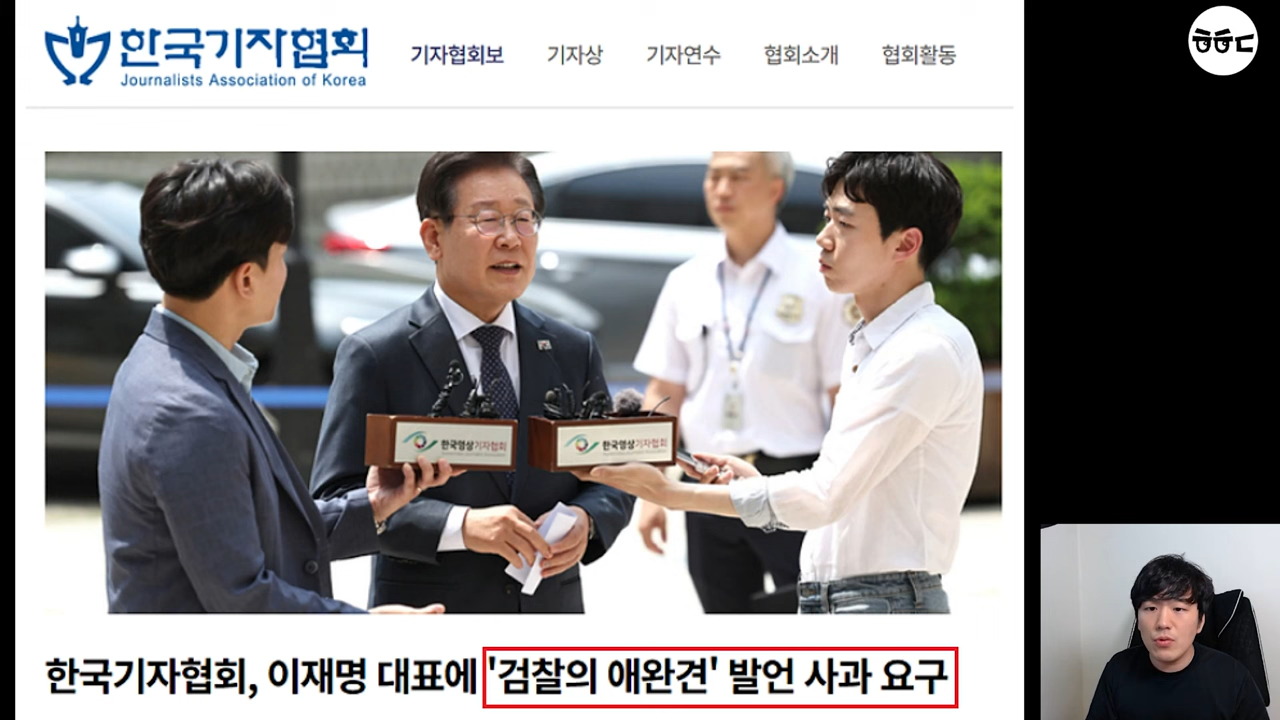 한국기자협회
Journalists Association of Korea
기자협회보 기자상 기자연수 협회소개 협회활동
ㅎㅎㄷ
한국영상기자협회 한국영상기자협회
한국기자협회, 이재명 대표에 '검찰의 애완견' 발언 사과 요구